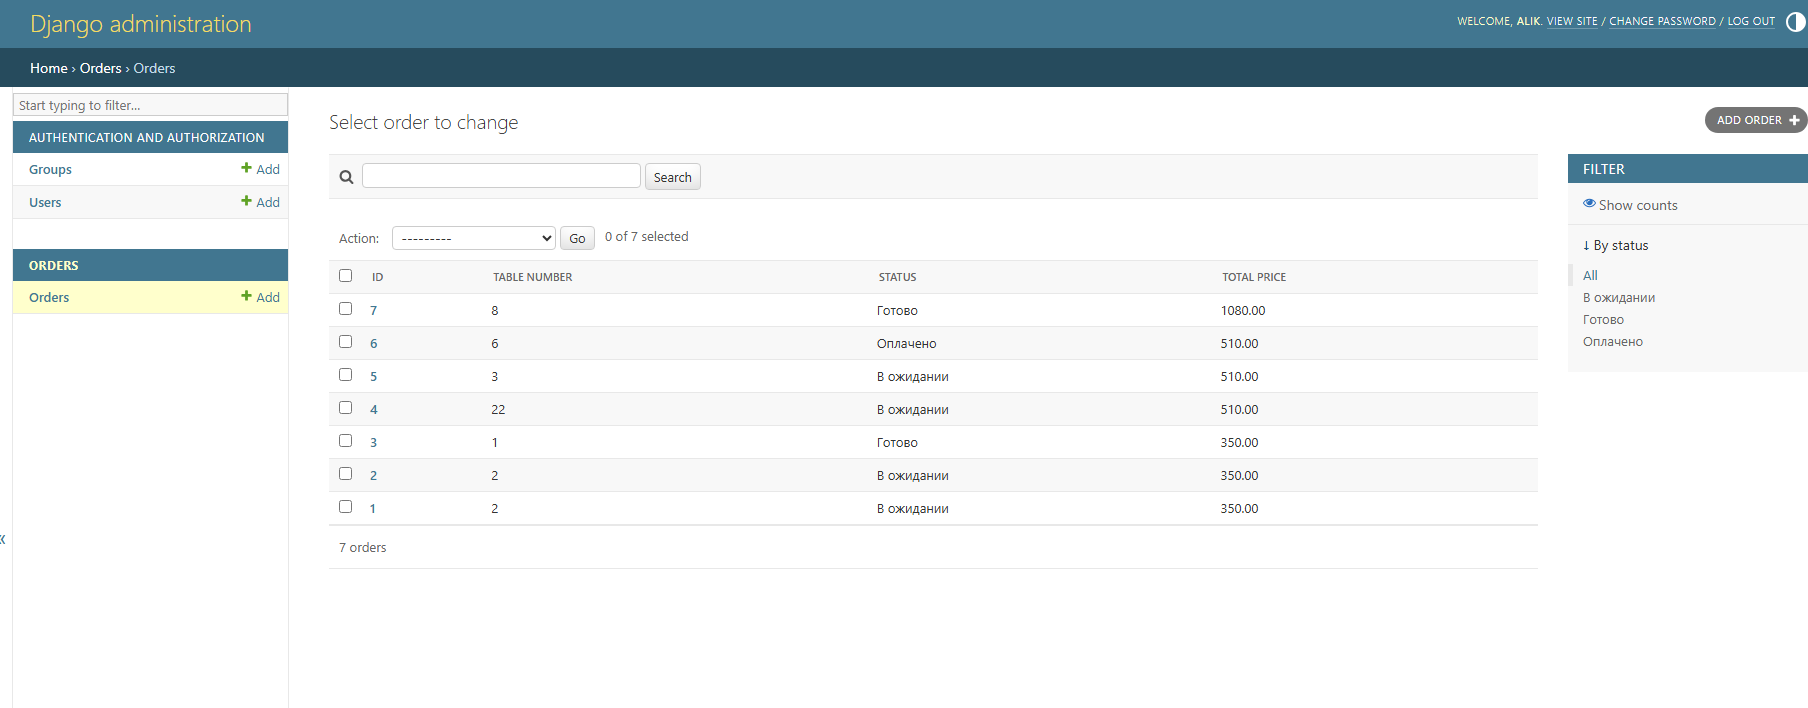 Django administration
WELCOME, ALIK. VIEW SITE / CHANGE PASSWORD / LOG OUT
Home › Orders › Orders
Start typing to filter...
AUTHENTICATION AND AUTHORIZATION
Groups + Add
Users + Add
ORDERS
Orders + Add
«
Select order to change
ADD ORDER +
Search
Action: --------- Go 0 of 7 selected
ID TABLE NUMBER STATUS TOTAL PRICE
7 8 Готово 1080.00
6 6 Оплачено 510.00
5 3 В ожидании 510.00
4 22 В ожидании 510.00
3 1 Готово 350.00
2 2 В ожидании 350.00
1 2 В ожидании 350.00
7 orders
FILTER
Show counts
↓ By status
All
В ожидании
Готово
Оплачено